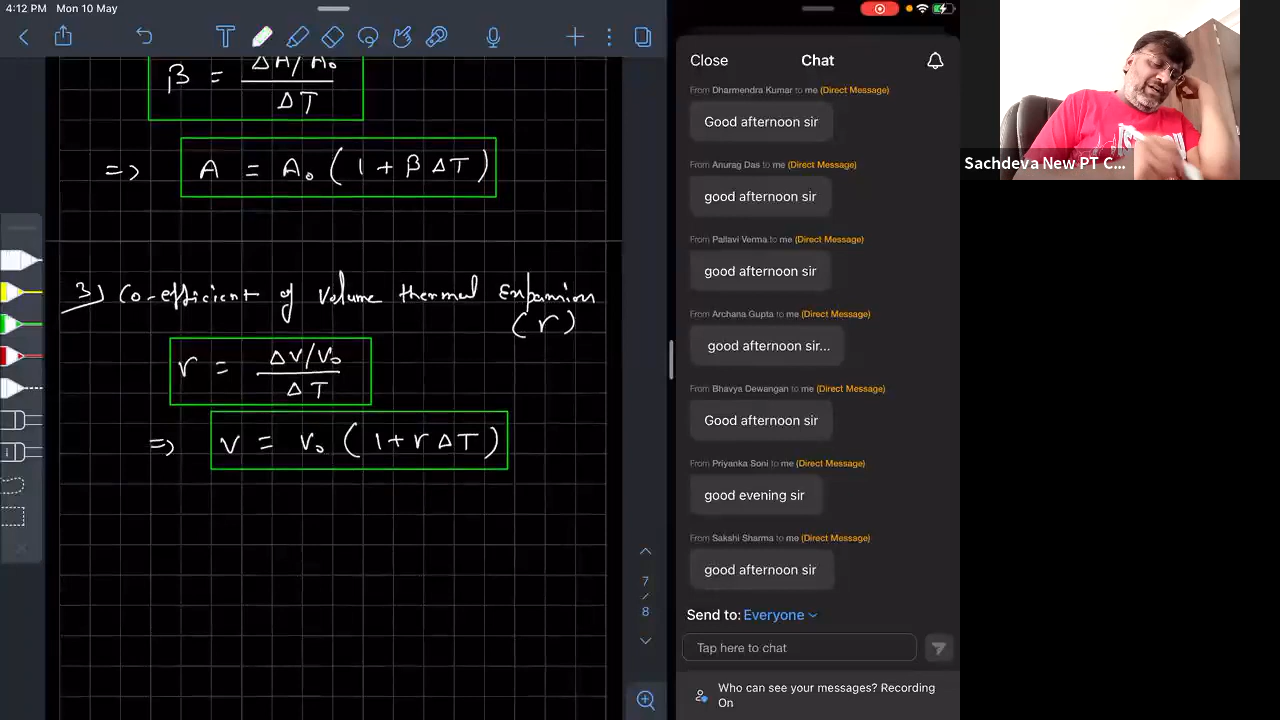 4:12 PM Mon 10 May
β = ΔA/A₀
ΔT
=> A = A₀ (1 + β ΔT)
3) Co-efficient of Volume thermal Expansion
(r)
r = ΔV/V₀
ΔT
=> V = V₀ (1 + r ΔT)
7
/
8
Close
Chat
From Dharmendra Kumar to me (Direct Message)
Good afternoon sir
From Anurag Das to me (Direct Message)
good afternoon sir
From Pallavi Verma to me (Direct Message)
good afternoon sir
From Archana Gupta to me (Direct Message)
good afternoon sir...
From Bhavya Dewangan to me (Direct Message)
Good afternoon sir
From Priyanka Soni to me (Direct Message)
good evening sir
From Sakshi Sharma to me (Direct Message)
good afternoon sir
Send to: Everyone
Tap here to chat
Who can see your messages? Recording
On
Sachdeva New PT C...